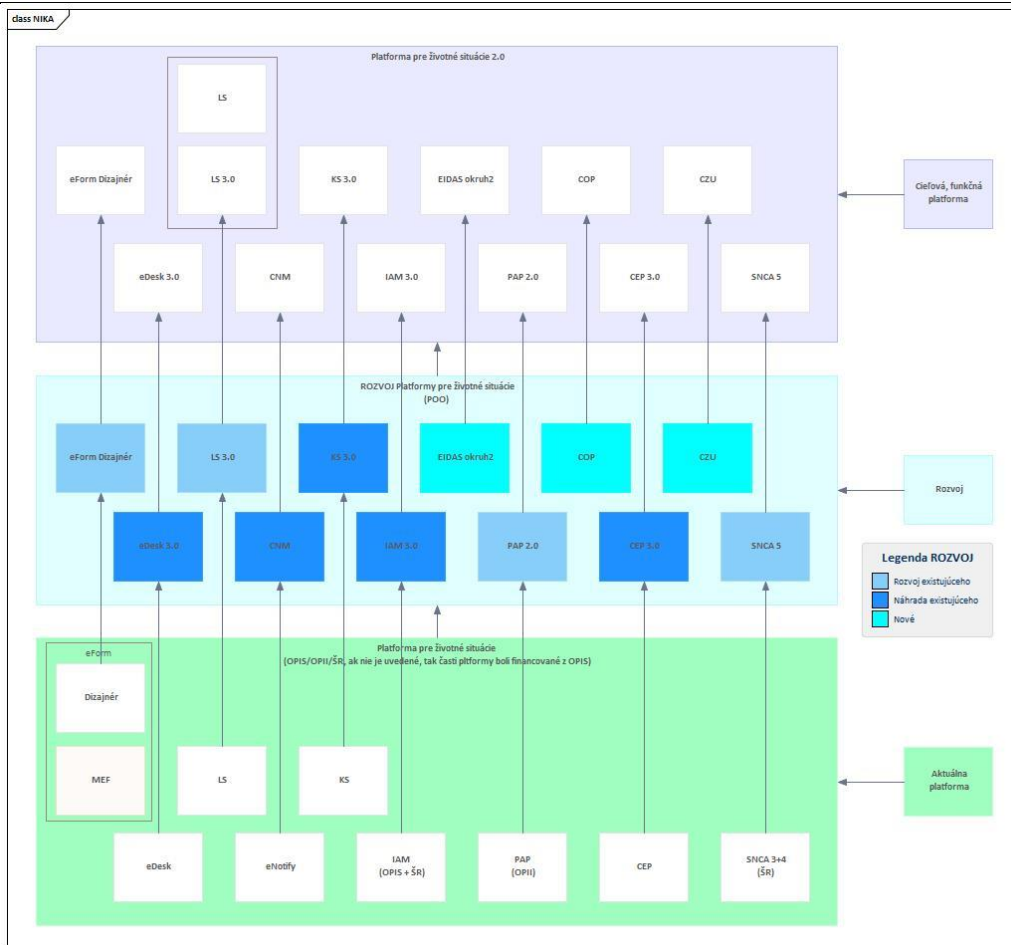 class NIKA
Platforma pre životné situácie 2.0
LS
eForm Dizajnér
LS 3.0
KS 3.0
EIDAS okruh2
COP
CZU
Cieľová, funkčná
platforma
eDesk 3.0
CNM
IAM 3.0
PAP 2.0
CEP 3.0
SNCA 5
ROZVOJ Platformy pre životné situácie
(POO)
eForm Dizajnér
LS 3.0
KS 3.0
EIDAS okruh2
COP
CZU
Rozvoj
eDesk 3.0
CNM
IAM 3.0
PAP 2.0
CEP 3.0
SNCA 5
Legenda ROZVOJ
Rozvoj existujúceho
Náhrada existujúceho
Nové
Platforma pre životné situácie
(OPIS/OPII/ŠR, ak nie je uvedené, tak časti pltformy boli financované z OPIS)
eForm
Dizajnér
MEF
LS
KS
Aktuálna
platforma
eDesk
eNotify
IAM
(OPIS + ŠR)
PAP
(OPII)
CEP
SNCA 3+4
(ŠR)